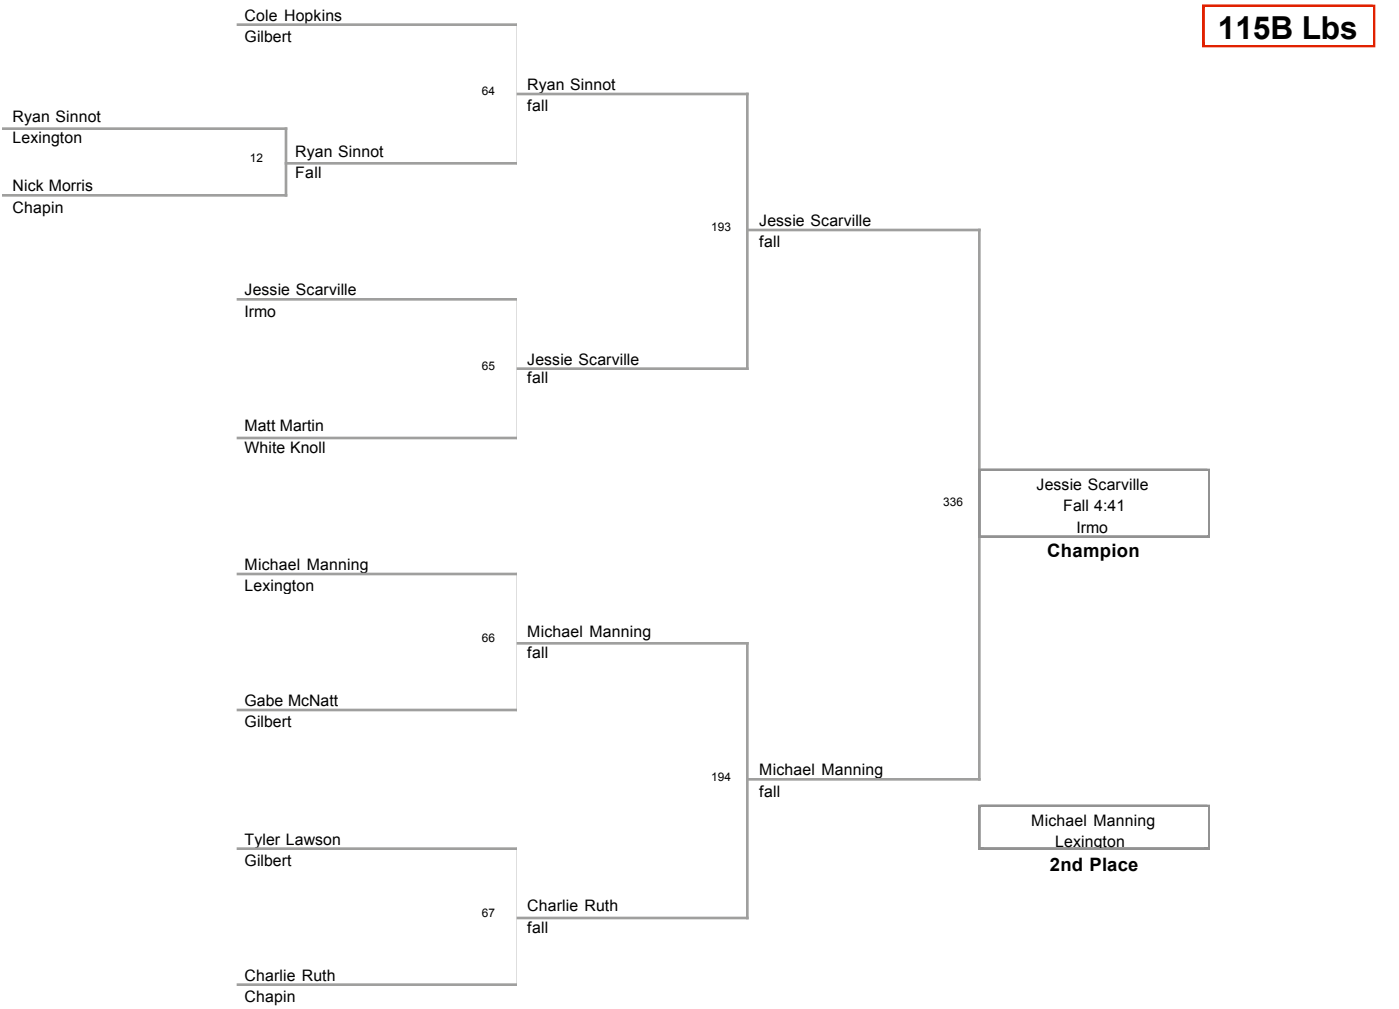 115B Lbs
Cole Hopkins
Gilbert
64
Ryan Sinnot
fall
Ryan Sinnot
Lexington
12
Ryan Sinnot
Fall
Nick Morris
Chapin
193
Jessie Scarville
fall
Jessie Scarville
Irmo
65
Jessie Scarville
fall
Matt Martin
White Knoll
336
Jessie Scarville
Fall 4:41
Irmo
Champion
Michael Manning
Lexington
66
Michael Manning
fall
Gabe McNatt
Gilbert
194
Michael Manning
fall
Michael Manning
Lexington
2nd Place
Tyler Lawson
Gilbert
67
Charlie Ruth
fall
Charlie Ruth
Chapin